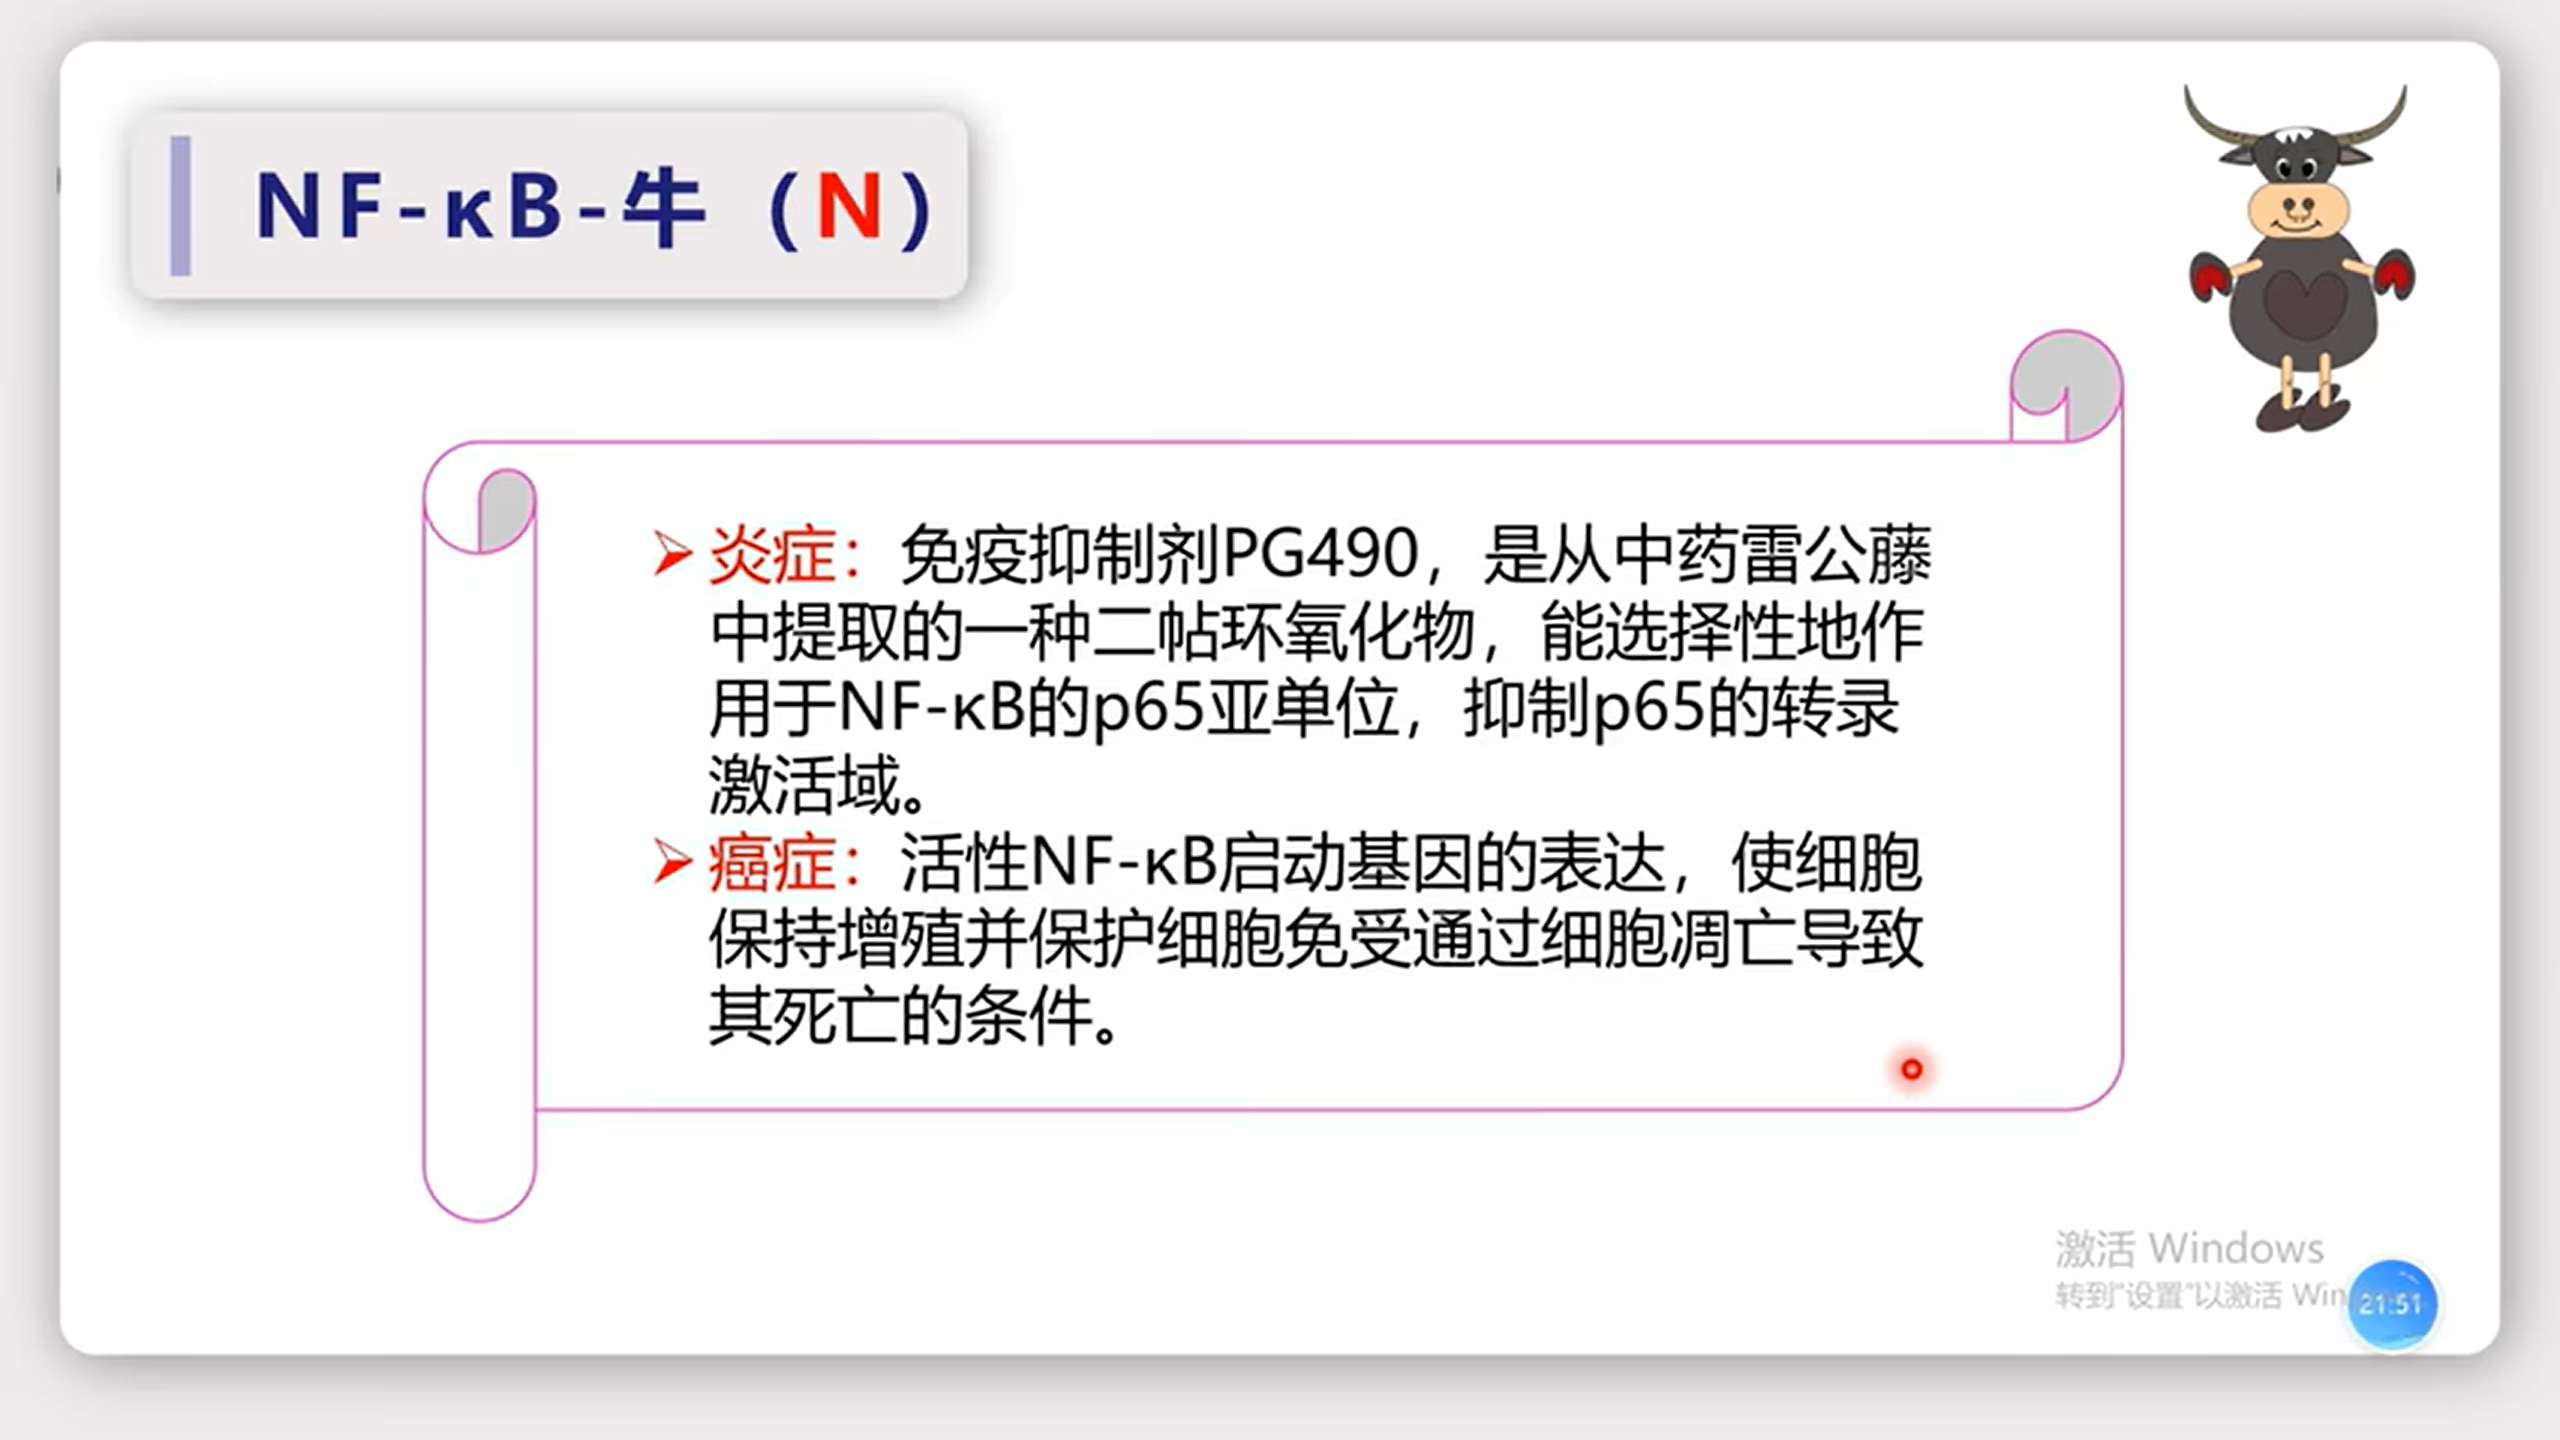 NF-κB-牛（N）
炎症：免疫抑制剂PG490，是从中药雷公藤
中提取的一种二帖环氧化物，能选择性地作
用于NF-κB的p65亚单位，抑制p65的转录
激活域。
癌症：活性NF-κB启动基因的表达，使细胞
保持增殖并保护细胞免受通过细胞凋亡导致
其死亡的条件。
激活 Windows
转到"设置"以激活 Win
21:51